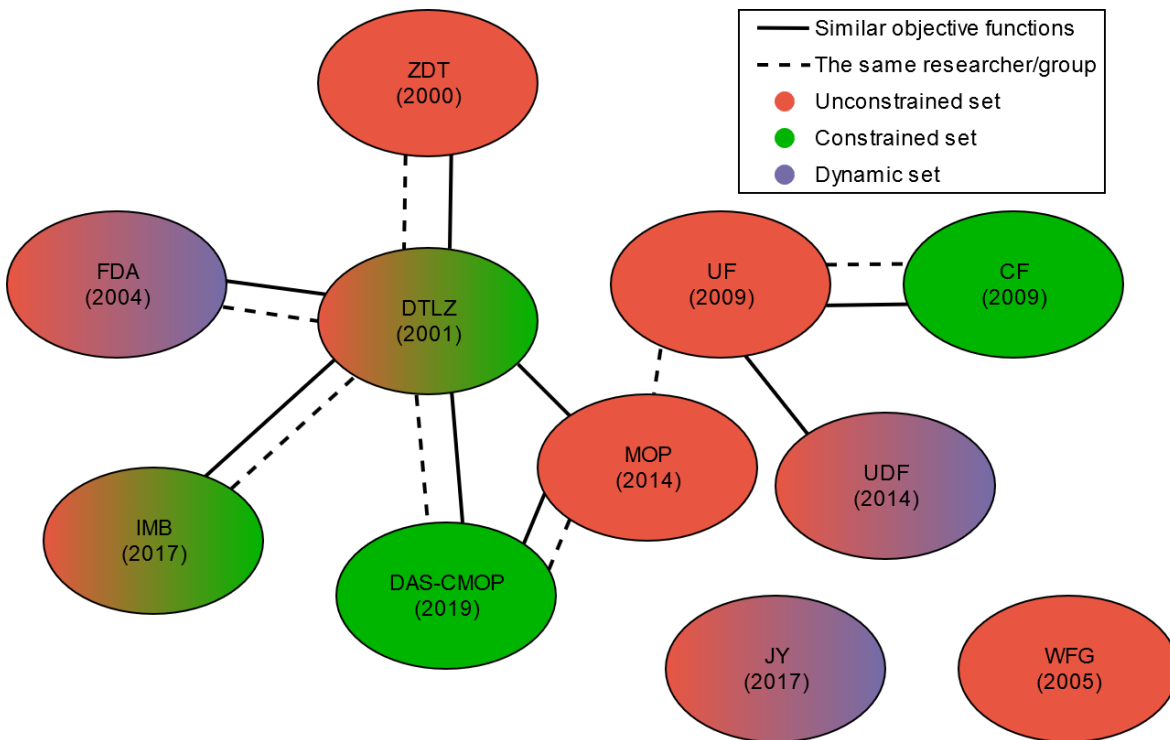 ZDT
(2000)
Similar objective functions
The same researcher/group
Unconstrained set
Constrained set
Dynamic set
FDA
(2004)
DTLZ
(2001)
UF
(2009)
CF
(2009)
MOP
(2014)
UDF
(2014)
IMB
(2017)
DAS-CMOP
(2019)
JY
(2017)
WFG
(2005)